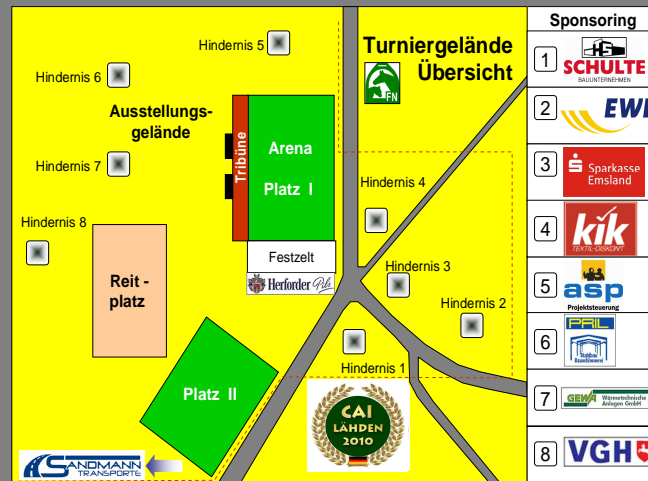 Turniergelände
Übersicht
FN
Hindernis 5
Hindernis 6
Ausstellungs-
gelände
Hindernis 7
Tribüne
Arena
Platz I
Hindernis 4
Hindernis 8
Festzelt
Herforder Pils
Hindernis 3
Reit -
platz
Hindernis 2
Hindernis 1
Platz II
CAI
LÄHDEN
2010
SANDMANN
TRANSPORTE
Sponsoring
1
HS
SCHULTE
BAUUNTERNEHMEN
2
EWE
3
Sparkasse
Emsland
4
kik
TEXTIL-DISKONT
5
asp
Projektsteuerung
6
PRIL
7
GEWA Wärmetechnische
Anlagen GmbH
8
VGH